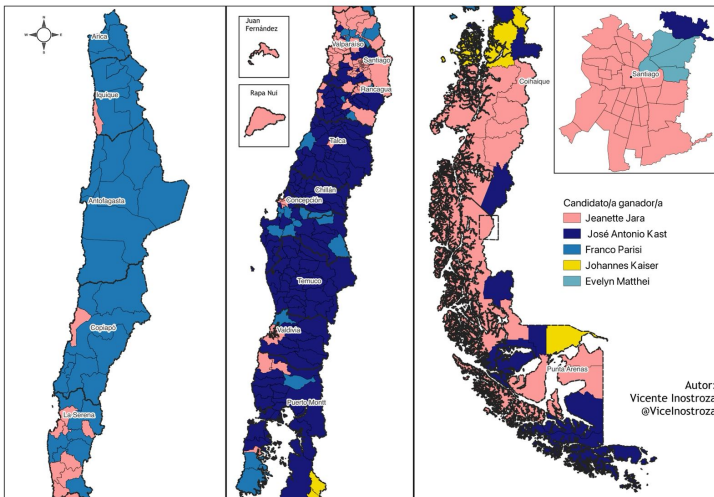 N
W
E
S
Arica
Iquique
Antofagasta
Copiapó
La Serena
Juan
Fernández
Rapa Nui
Valparaíso
Santiago
Rancagua
Talca
Chillán
Concepción
Temuco
Valdivia
Puerto Montt
Coihaique
Punta Arenas
Santiago
Candidato/a ganador/a
Jeanette Jara
José Antonio Kast
Franco Parisi
Johannes Kaiser
Evelyn Matthei
Autor:
Vicente Inostroza
@ViceInostroza